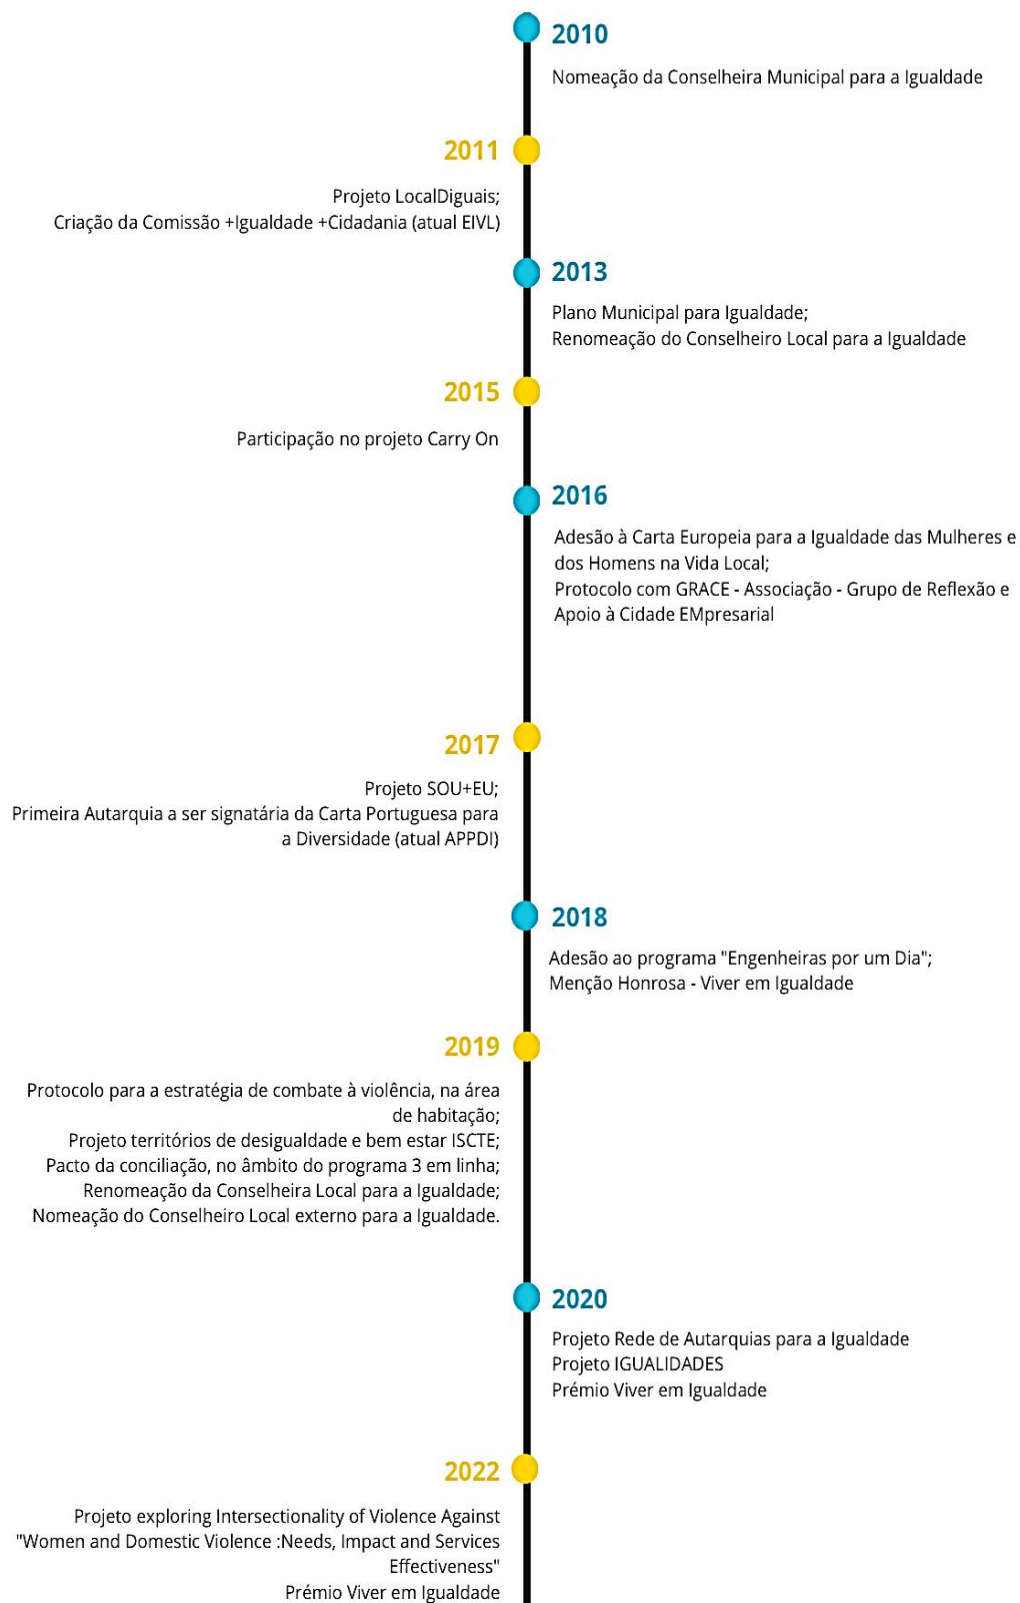 2010
Nomeação da Conselheira Municipal para a Igualdade
2011
Projeto LocalDiguais;
Criação da Comissão +Igualdade +Cidadania (atual EIVL)
2013
Plano Municipal para Igualdade;
Renomeação do Conselheiro Local para a Igualdade
2015
Participação no projeto Carry On
2016
Adesão à Carta Europeia para a Igualdade das Mulheres e
dos Homens na Vida Local;
Protocolo com GRACE - Associação - Grupo de Reflexão e
Apoio à Cidade EMpresarial
2017
Projeto SOU+EU;
Primeira Autarquia a ser signatária da Carta Portuguesa para
a Diversidade (atual APPDI)
2018
Adesão ao programa "Engenheiras por um Dia";
Menção Honrosa - Viver em Igualdade
2019
Protocolo para a estratégia de combate à violência, na área
de habitação;
Projeto territórios de desigualdade e bem estar ISCTE;
Pacto da conciliação, no âmbito do programa 3 em linha;
Renomeação da Conselheira Local para a Igualdade;
Nomeação do Conselheiro Local externo para a Igualdade.
2020
Projeto Rede de Autarquias para a Igualdade
Projeto IGUALIDADES
Prémio Viver em Igualdade
2022
Projeto exploring Intersectionality of Violence Against
"Women and Domestic Violence :Needs, Impact and Services
Effectiveness"
Prémio Viver em Igualdade